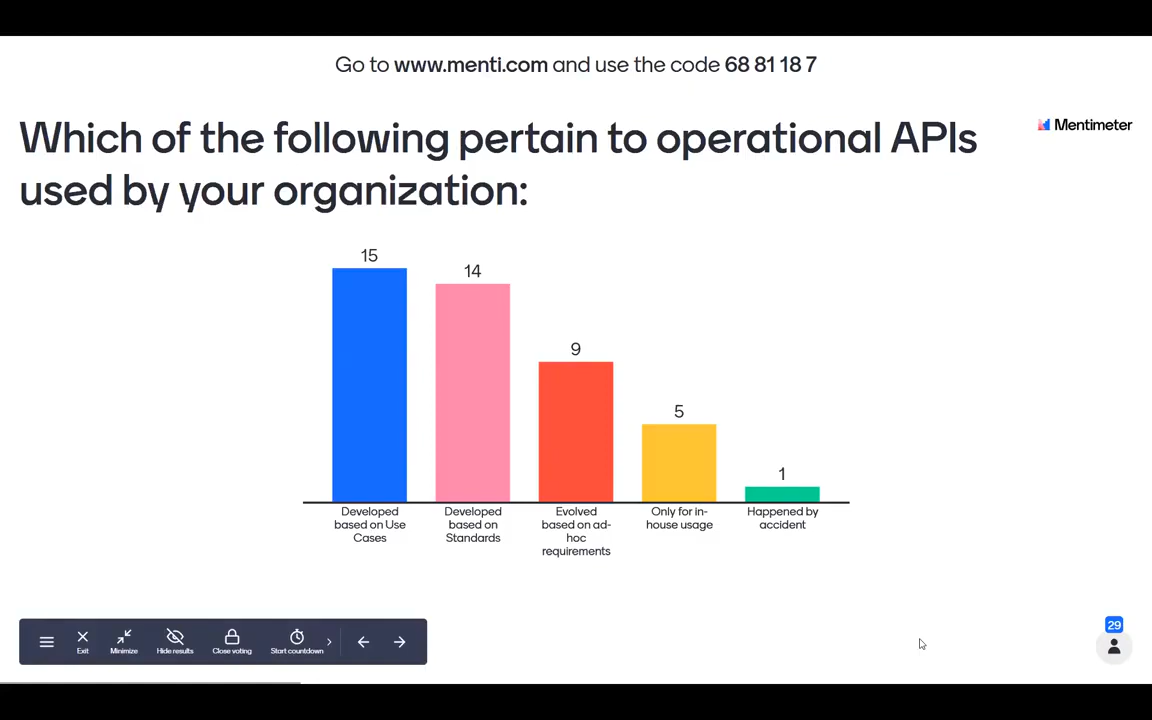 Go to www.menti.com and use the code 68 81 18 7
Which of the following pertain to operational APIs
used by your organization:
Mentimeter
15
14
9
5
1
Developed
based on Use
Cases
Developed
based on
Standards
Evolved
based on ad-
hoc
requirements
Only for in-
house usage
Happened by
accident
Exit
Minimize
Hide results
Close voting
Start countdown
29